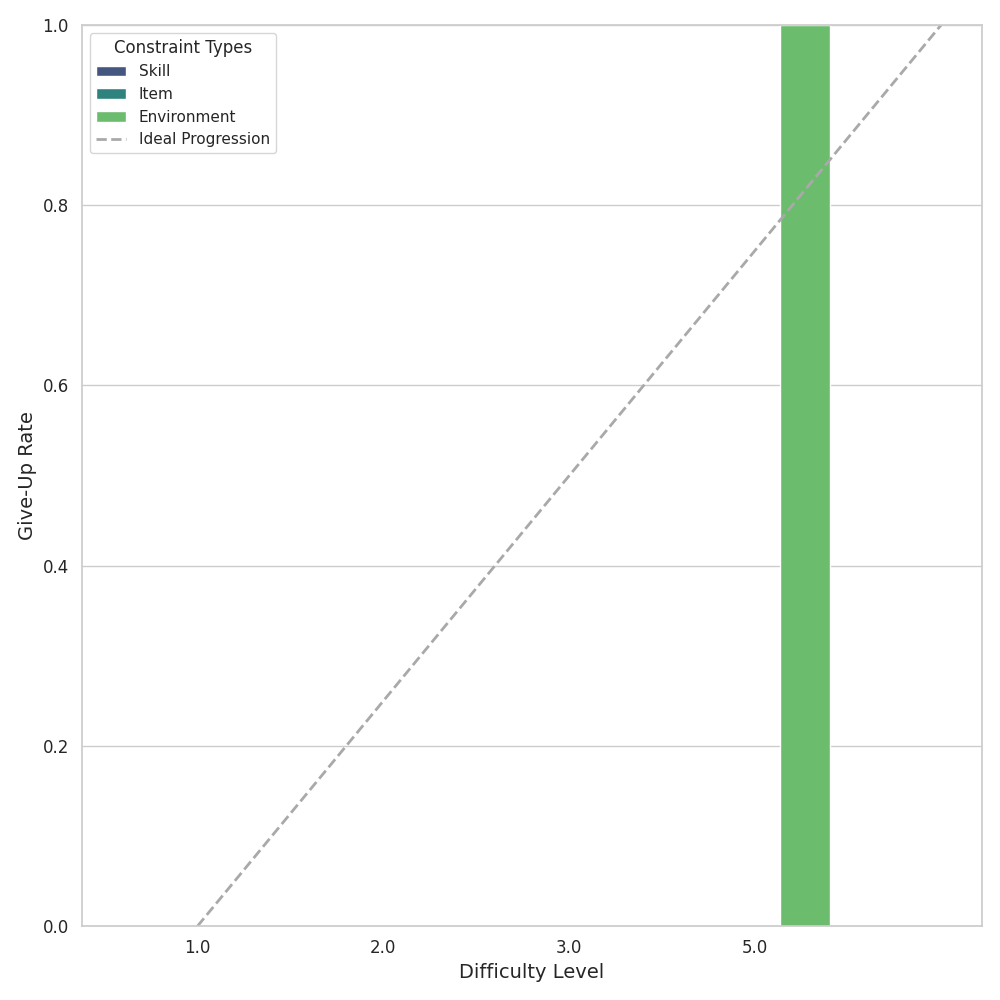 Constraint Types
Skill
Item
Environment
Ideal Progression
Give-Up Rate
1.0
0.8
0.6
0.4
0.2
0.0
1.0 2.0 3.0 5.0
Difficulty Level